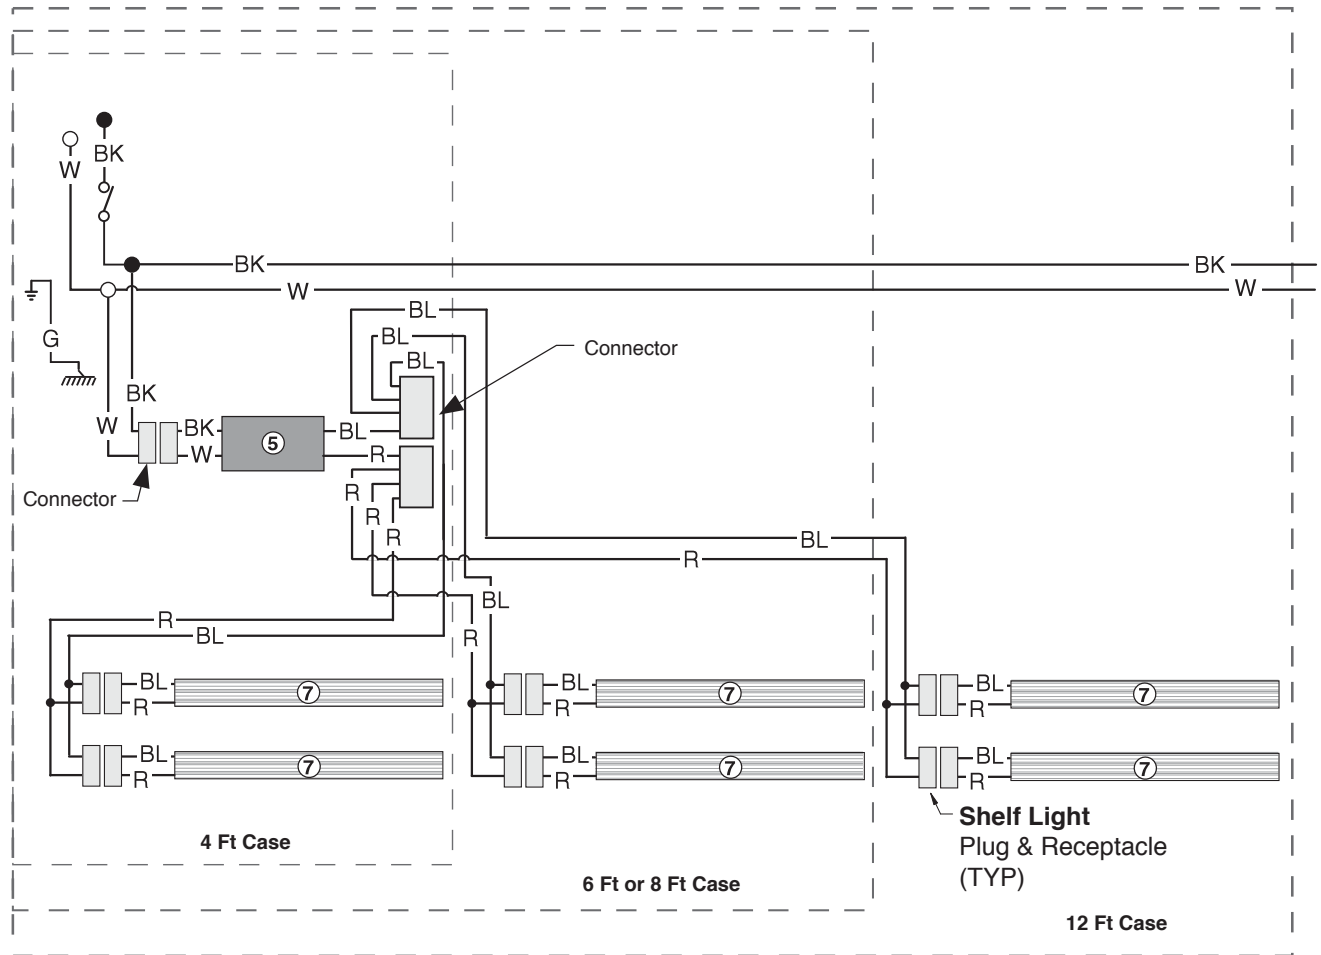 BK
W
BK
BK
W
W
BL
BL
Connector
BL
G
BK
W
BK
BL
5
W
R
Connector
R
R
R
BL
R
BL
R
BL
R
BL
7
R
BL
7
R
BL
7
R
BL
7
R
BL
7
R
BL
7
R
Shelf Light
Plug & Receptacle
(TYP)
4 Ft Case
6 Ft or 8 Ft Case
12 Ft Case